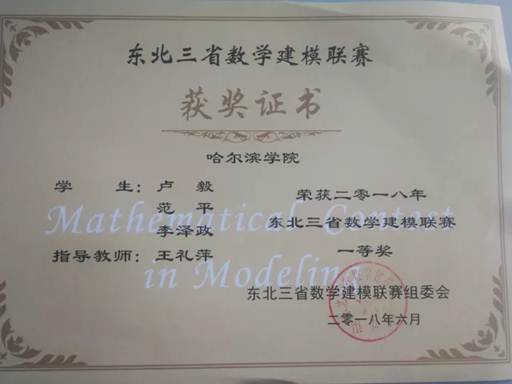 东北三省数学建模联赛
获奖证书
哈尔滨学院
学 生：卢 毅
范 平
李泽政
指导教师：王礼萍
荣获二零一八年
东北三省数学建模联赛
一等奖
Mathematical Contest
in Modeling
东北三省数学建模联赛组委会
二零一八年六月